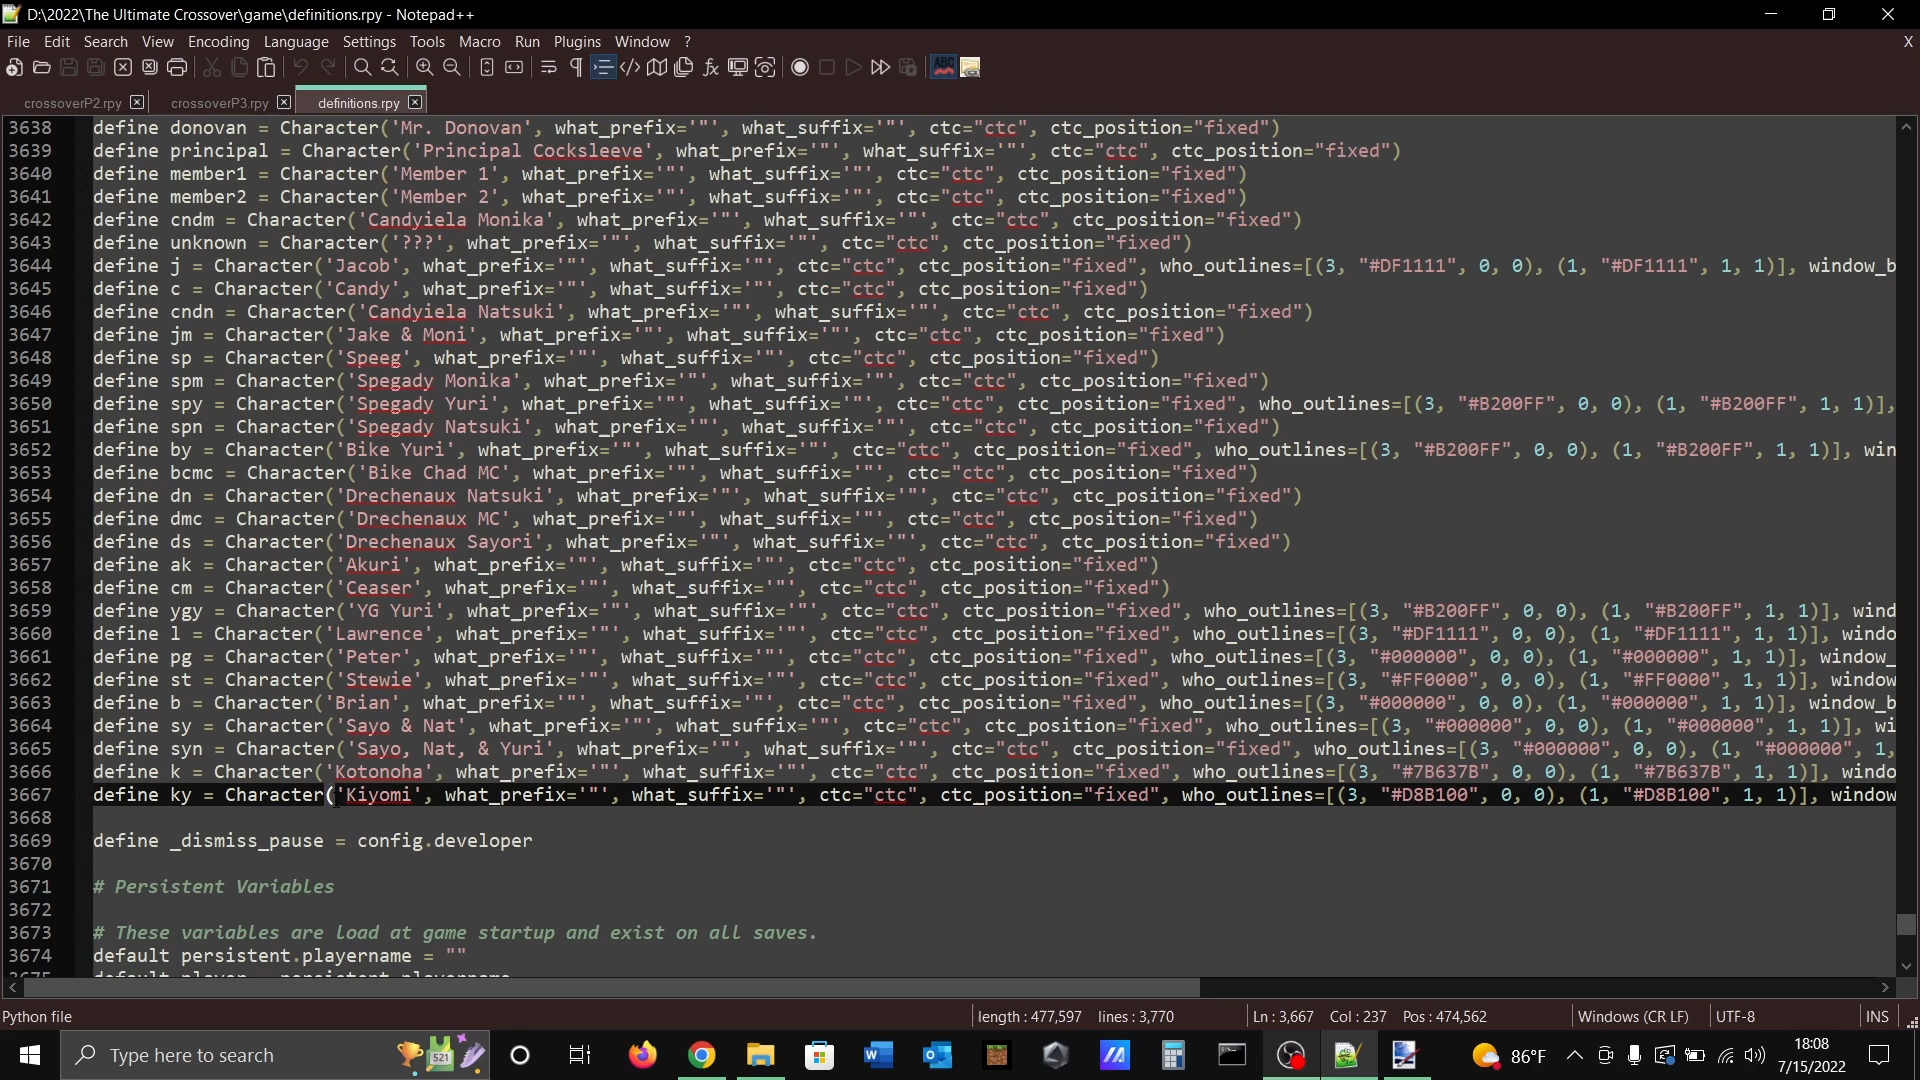 D:\2022\The Ultimate Crossover\game\definitions.rpy - Notepad++
File Edit Search View Encoding Language Settings Tools Macro Run Plugins Window ? X
crossoverP2.rpy crossoverP3.rpy definitions.rpy
3638 define donovan = Character('Mr. Donovan', what_prefix='"', what_suffix='"', ctc="ctc", ctc_position="fixed")
3639 define principal = Character('Principal Cocksleeve', what_prefix='"', what_suffix='"', ctc="ctc", ctc_position="fixed")
3640 define member1 = Character('Member 1', what_prefix='"', what_suffix='"', ctc="ctc", ctc_position="fixed")
3641 define member2 = Character('Member 2', what_prefix='"', what_suffix='"', ctc="ctc", ctc_position="fixed")
3642 define cndm = Character('Candyiela Monika', what_prefix='"', what_suffix='"', ctc="ctc", ctc_position="fixed")
3643 define unknown = Character('???', what_prefix='"', what_suffix='"', ctc="ctc", ctc_position="fixed")
3644 define j = Character('Jacob', what_prefix='"', what_suffix='"', ctc="ctc", ctc_position="fixed", who_outlines=[(3, "#DF1111", 0, 0), (1, "#DF1111", 1, 1)], window_b
3645 define c = Character('Candy', what_prefix='"', what_suffix='"', ctc="ctc", ctc_position="fixed")
3646 define cndn = Character('Candyiela Natsuki', what_prefix='"', what_suffix='"', ctc="ctc", ctc_position="fixed")
3647 define jm = Character('Jake & Moni', what_prefix='"', what_suffix='"', ctc="ctc", ctc_position="fixed")
3648 define sp = Character('Speeg', what_prefix='"', what_suffix='"', ctc="ctc", ctc_position="fixed")
3649 define spm = Character('Spegady Monika', what_prefix='"', what_suffix='"', ctc="ctc", ctc_position="fixed")
3650 define spy = Character('Spegady Yuri', what_prefix='"', what_suffix='"', ctc="ctc", ctc_position="fixed", who_outlines=[(3, "#B200FF", 0, 0), (1, "#B200FF", 1, 1)],
3651 define spn = Character('Spegady Natsuki', what_prefix='"', what_suffix='"', ctc="ctc", ctc_position="fixed")
3652 define by = Character('Bike Yuri', what_prefix='"', what_suffix='"', ctc="ctc", ctc_position="fixed", who_outlines=[(3, "#B200FF", 0, 0), (1, "#B200FF", 1, 1)], win
3653 define bcmc = Character('Bike Chad MC', what_prefix='"', what_suffix='"', ctc="ctc", ctc_position="fixed")
3654 define dn = Character('Drechenaux Natsuki', what_prefix='"', what_suffix='"', ctc="ctc", ctc_position="fixed")
3655 define dmc = Character('Drechenaux MC', what_prefix='"', what_suffix='"', ctc="ctc", ctc_position="fixed")
3656 define ds = Character('Drechenaux Sayori', what_prefix='"', what_suffix='"', ctc="ctc", ctc_position="fixed")
3657 define ak = Character('Akuri', what_prefix='"', what_suffix='"', ctc="ctc", ctc_position="fixed")
3658 define cm = Character('Ceaser', what_prefix='"', what_suffix='"', ctc="ctc", ctc_position="fixed")
3659 define ygy = Character('YG Yuri', what_prefix='"', what_suffix='"', ctc="ctc", ctc_position="fixed", who_outlines=[(3, "#B200FF", 0, 0), (1, "#B200FF", 1, 1)], wind
3660 define l = Character('Lawrence', what_prefix='"', what_suffix='"', ctc="ctc", ctc_position="fixed", who_outlines=[(3, "#DF1111", 0, 0), (1, "#DF1111", 1, 1)], windo
3661 define pg = Character('Peter', what_prefix='"', what_suffix='"', ctc="ctc", ctc_position="fixed", who_outlines=[(3, "#000000", 0, 0), (1, "#000000", 1, 1)], window_
3662 define st = Character('Stewie', what_prefix='"', what_suffix='"', ctc="ctc", ctc_position="fixed", who_outlines=[(3, "#FF0000", 0, 0), (1, "#FF0000", 1, 1)], window
3663 define b = Character('Brian', what_prefix='"', what_suffix='"', ctc="ctc", ctc_position="fixed", who_outlines=[(3, "#000000", 0, 0), (1, "#000000", 1, 1)], window_b
3664 define sy = Character('Sayo & Nat', what_prefix='"', what_suffix='"', ctc="ctc", ctc_position="fixed", who_outlines=[(3, "#000000", 0, 0), (1, "#000000", 1, 1)], wi
3665 define syn = Character('Sayo, Nat, & Yuri', what_prefix='"', what_suffix='"', ctc="ctc", ctc_position="fixed", who_outlines=[(3, "#000000", 0, 0), (1, "#000000", 1,
3666 define k = Character('Kotonoha', what_prefix='"', what_suffix='"', ctc="ctc", ctc_position="fixed", who_outlines=[(3, "#7B637B", 0, 0), (1, "#7B637B", 1, 1)], windo
3667 define ky = Character('Kiyomi', what_prefix='"', what_suffix='"', ctc="ctc", ctc_position="fixed", who_outlines=[(3, "#D8B100", 0, 0), (1, "#D8B100", 1, 1)], window
3668
3669 define _dismiss_pause = config.developer
3670
3671 # Persistent Variables
3672
3673 # These variables are load at game startup and exist on all saves.
3674 default persistent.playername = ""
3675 default player = persistent.playername
Python file length : 477,597 lines : 3,770 Ln : 3,667 Col : 237 Pos : 474,562 Windows (CR LF) UTF-8 INS
Type here to search 521 86°F 18:08
7/15/2022